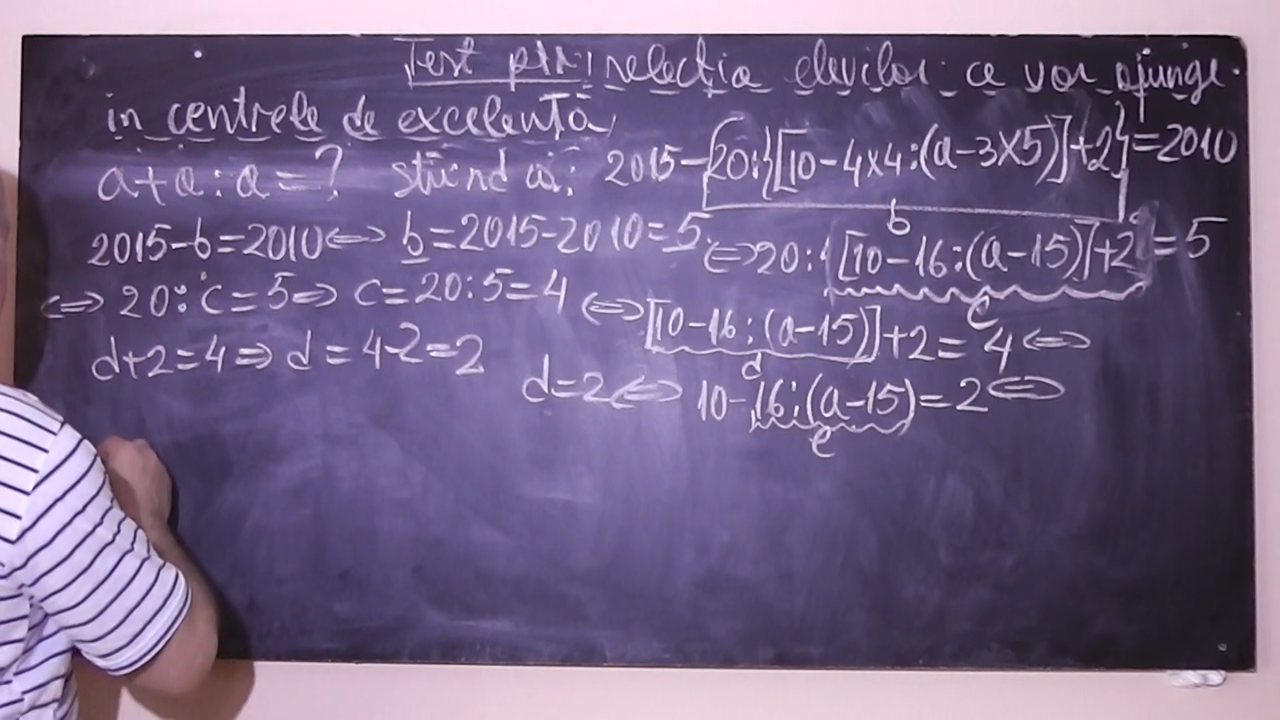 Test ptr: selecția elevilor ce vor ajunge
în centrele de excelență
a+a:a=? știind că: 2015-20:{[10-4x4:(a-3x5)]+2}=2010
b
2015-b=2010⇔ b=2015-2010=5. ⇔20:{[10-16:(a-15)]+2}=5
c
⇔ 20:c=5⇒ c=20:5=4 ⇔[10-16:(a-15)]+2=4⇔
d
d+2=4⇒ d=4-2=2
d=2⇔ 10-16:(a-15)=2⇔
e